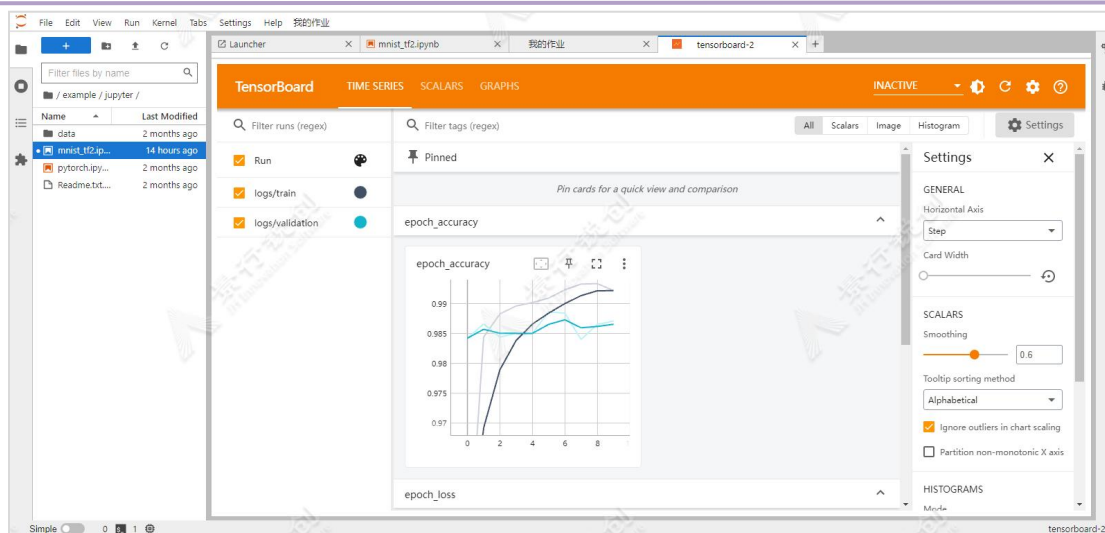 File Edit View Run Kernel Tabs Settings Help 我的作业
Launcher mnist_tf2.ipynb 我的作业 tensorboard-2
Filter files by name
/ example / jupyter /
Name Last Modified
data 2 months ago
mnist_tf2.ip... 14 hours ago
pytorch.ipy... 2 months ago
Readme.txt.... 2 months ago
TensorBoard TIME SERIES SCALARS GRAPHS INACTIVE
Filter runs (regex)
Run
logs/train
logs/validation
Filter tags (regex)
All Scalars Image Histogram Settings
Pinned
Pin cards for a quick view and comparison
epoch_accuracy
epoch_accuracy
0.99
0.985
0.98
0.975
0.97
0 2 4 6 8
epoch_loss
Settings
GENERAL
Horizontal Axis
Step
Card Width
SCALARS
Smoothing
0.6
Tooltip sorting method
Alphabetical
Ignore outliers in chart scaling
Partition non-monotonic X axis
HISTOGRAMS
Mode
Simple 0 1 tensorboard-2